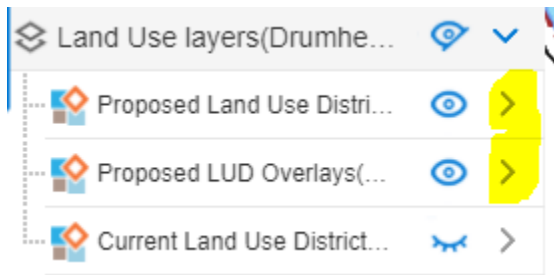 Land Use layers(Drumhe...
Proposed Land Use Distri...
Proposed LUD Overlays(...
Current Land Use District...